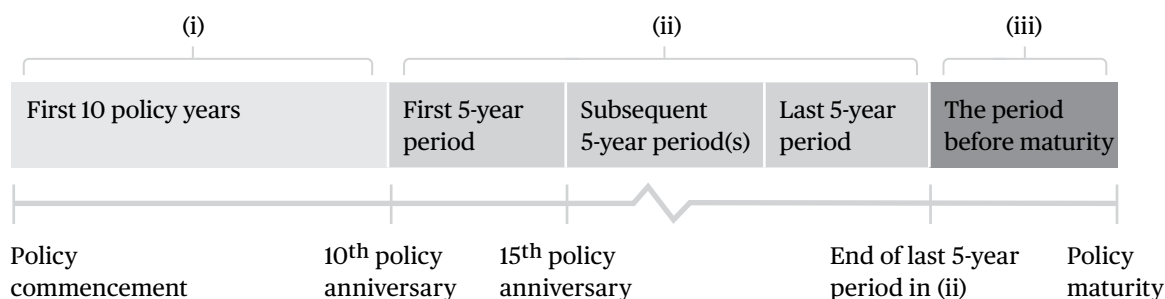 (i) (ii) (iii)
First 10 policy years
First 5-year
period
Subsequent
5-year period(s)
Last 5-year
period
The period
before maturity
Policy
commencement
10th policy
anniversary
15th policy
anniversary
End of last 5-year
period in (ii)
Policy
maturity